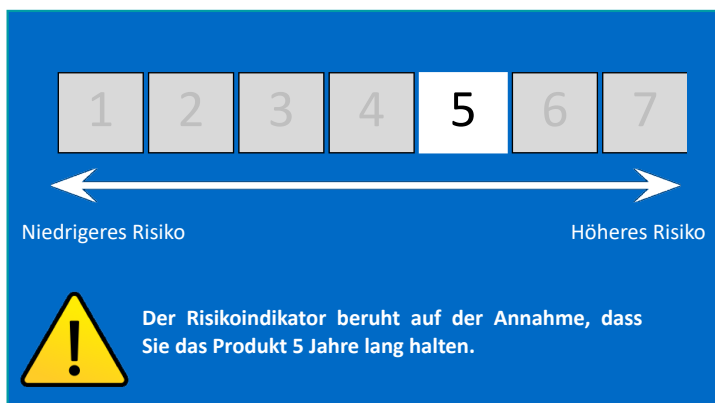 1 2 3 4 5 6 7
Niedrigeres Risiko Höheres Risiko
!
Der Risikoindikator beruht auf der Annahme, dass
Sie das Produkt 5 Jahre lang halten.